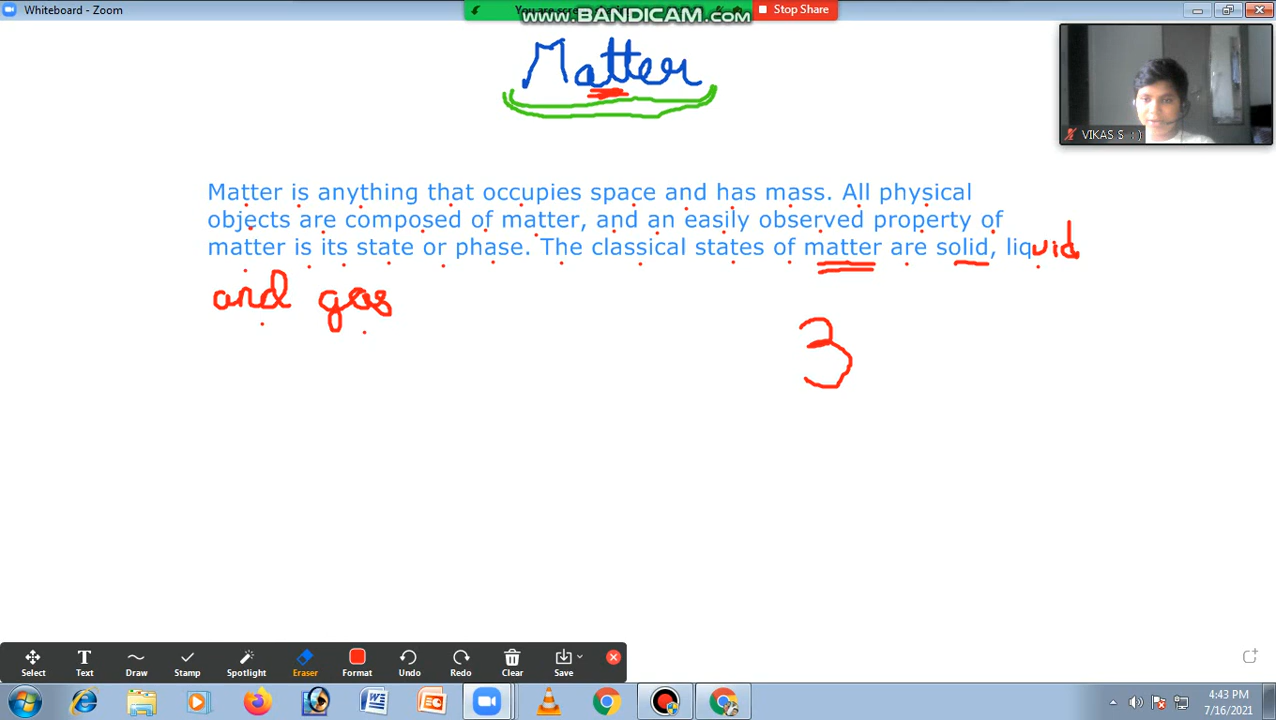 Whiteboard - Zoom
www.BANDICAM.com
Stop Share
Matter
VIKAS S :)
Matter is anything that occupies space and has mass. All physical
objects are composed of matter, and an easily observed property of
matter is its state or phase. The classical states of matter are solid, liquid
and gas
3
Select Text Draw Stamp Spotlight Eraser Format Undo Redo Clear Save
4:43 PM
7/16/2021